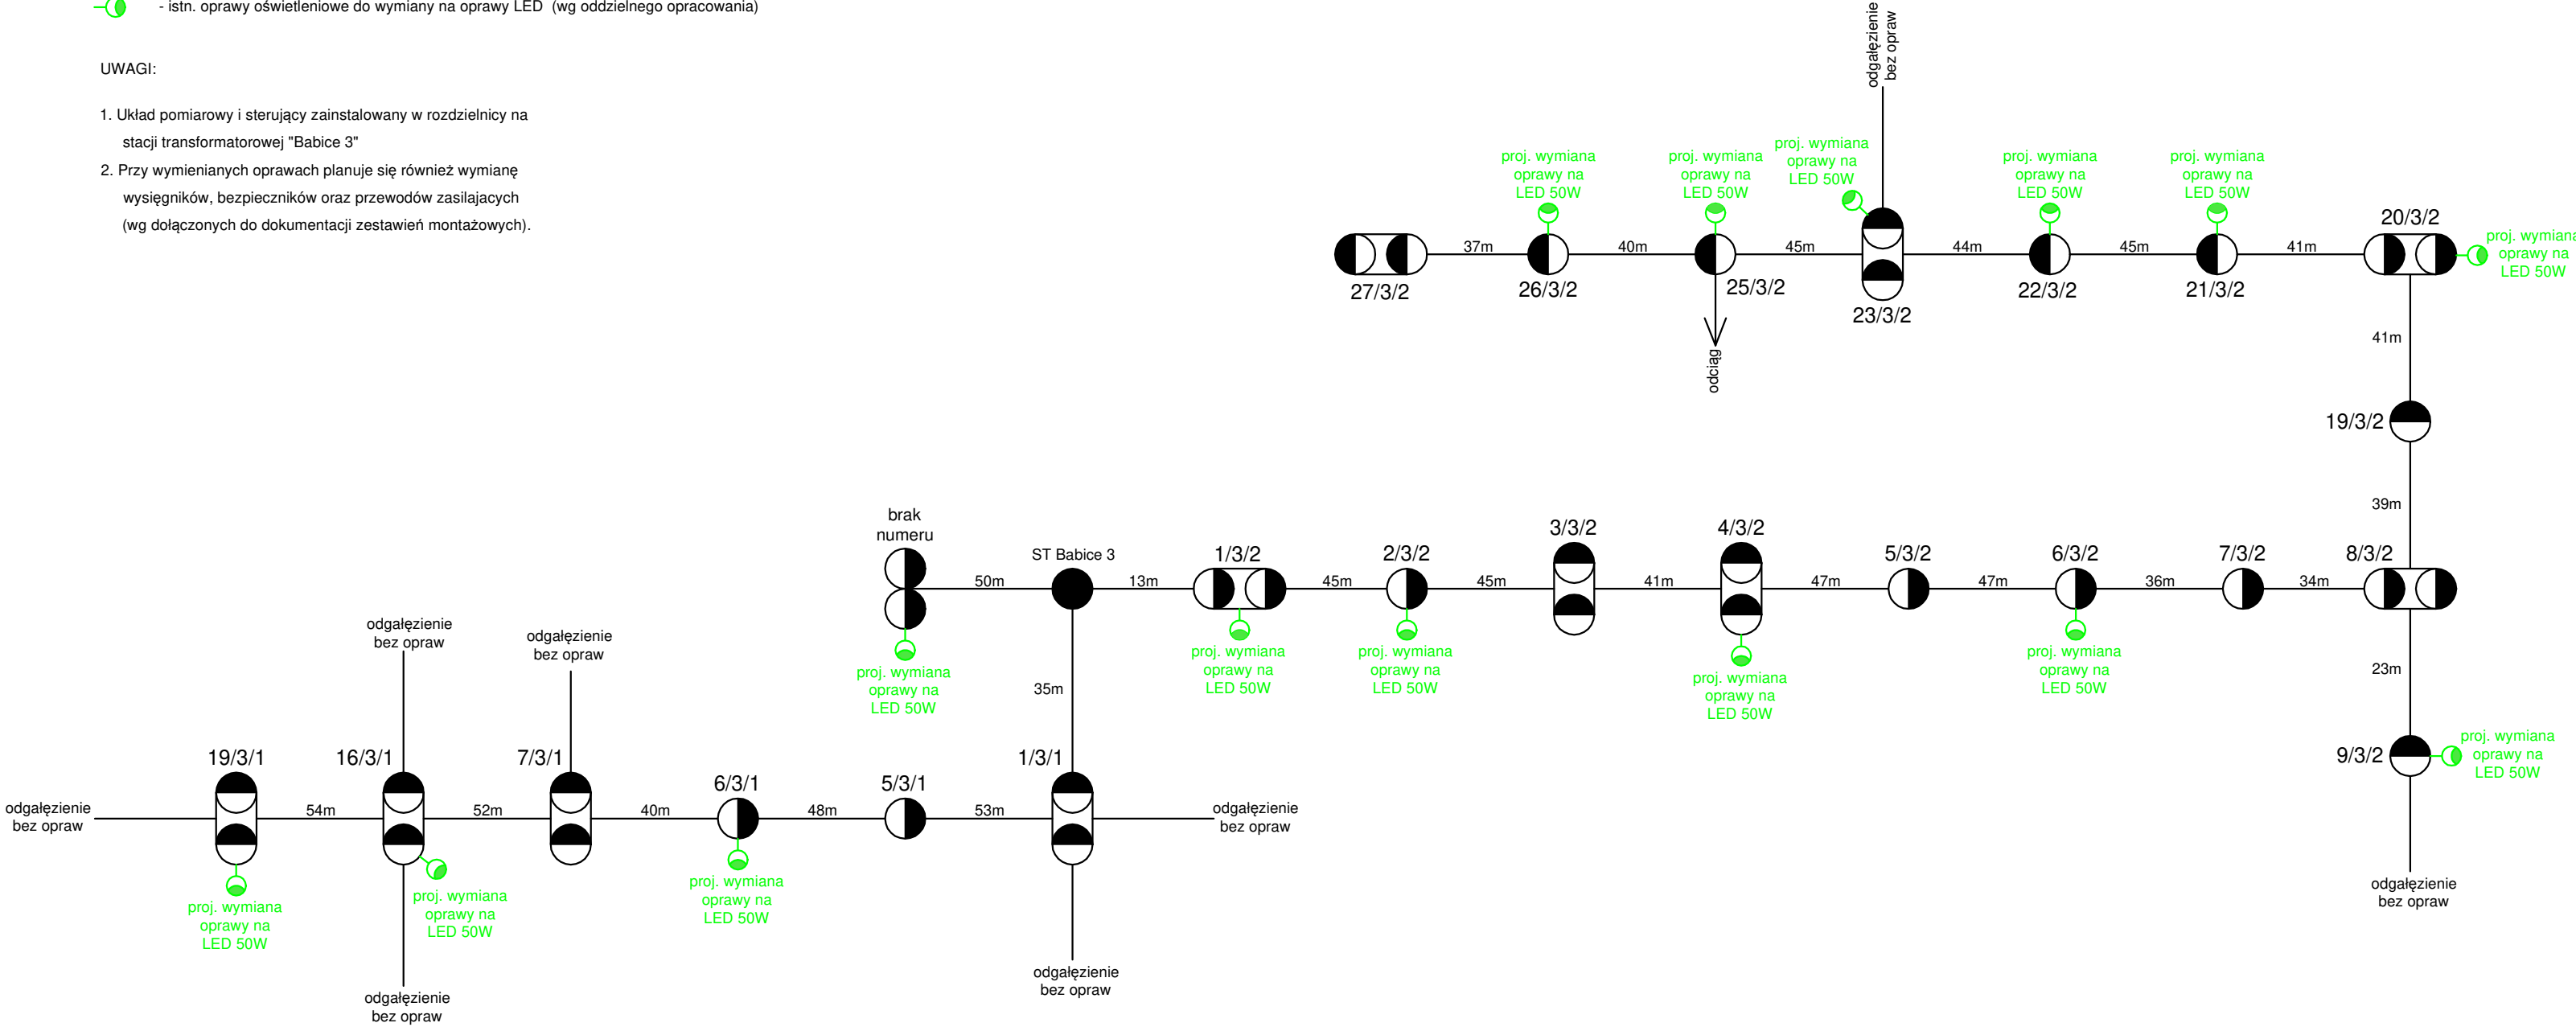 - istn. oprawy oświetleniowe do wymiany na oprawy LED (wg oddzielnego opracowania)
UWAGI:
1. Układ pomiarowy i sterujący zainstalowany w rozdzielnicy na
stacji transformatorowej "Babice 3"
2. Przy wymienianych oprawach planuje się również wymianę
wysięgników, bezpieczników oraz przewodów zasilajacych
(wg dołączonych do dokumentacji zestawień montażowych).
odgałęzienie
bez opraw
proj. wymiana
oprawy na
LED 50W
proj. wymiana
oprawy na
LED 50W
proj. wymiana
oprawy na
LED 50W
proj. wymiana
oprawy na
LED 50W
proj. wymiana
oprawy na
LED 50W
20/3/2
proj. wymiana
oprawy na
LED 50W
37m
40m
45m
44m
45m
41m
27/3/2
26/3/2
25/3/2
23/3/2
22/3/2
21/3/2
odciąg
41m
19/3/2
39m
brak
numeru
ST Babice 3
1/3/2
2/3/2
3/3/2
4/3/2
5/3/2
6/3/2
7/3/2
8/3/2
50m
13m
45m
45m
41m
47m
47m
36m
34m
proj. wymiana
oprawy na
LED 50W
proj. wymiana
oprawy na
LED 50W
proj. wymiana
oprawy na
LED 50W
proj. wymiana
oprawy na
LED 50W
proj. wymiana
oprawy na
LED 50W
23m
35m
9/3/2
proj. wymiana
oprawy na
LED 50W
odgałęzienie
bez opraw
odgałęzienie
bez opraw
odgałęzienie
bez opraw
19/3/1
16/3/1
7/3/1
6/3/1
5/3/1
1/3/1
odgałęzienie
bez opraw
54m
52m
40m
48m
53m
odgałęzienie
bez opraw
proj. wymiana
oprawy na
LED 50W
proj. wymiana
oprawy na
LED 50W
proj. wymiana
oprawy na
LED 50W
odgałęzienie
bez opraw
odgałęzienie
bez opraw